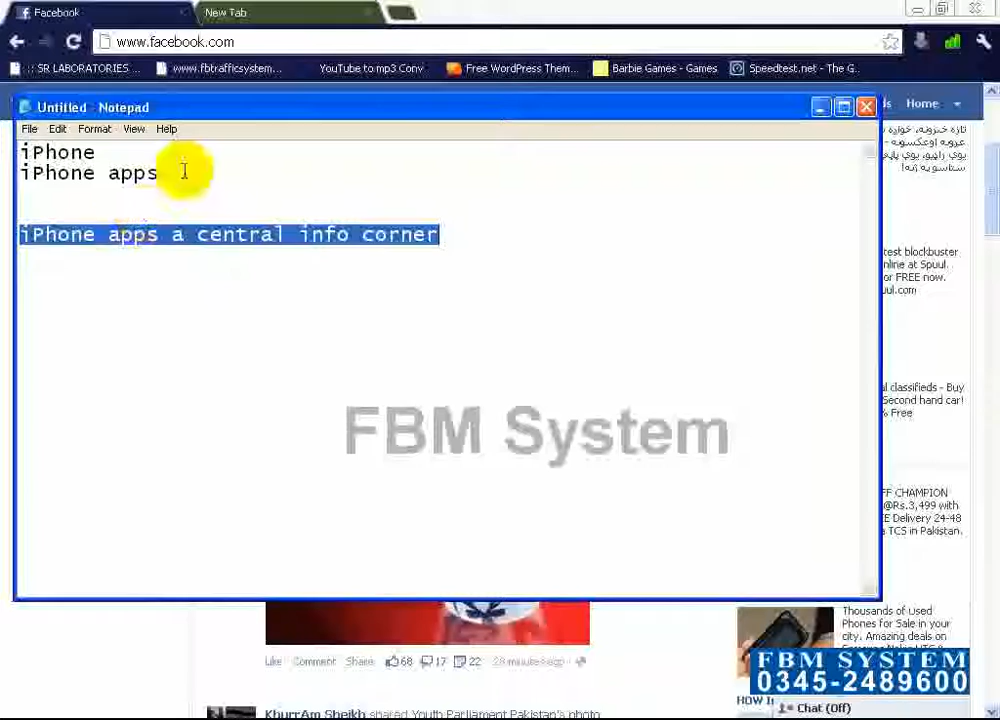 Facebook
New Tab
www.facebook.com
:: SR LABORATORIES ...
www.fbtrafficsystem...
YouTube to mp3 Conv
Free WordPress Them...
Barbie Games - Games
Speedtest.net - The G..
Untitled - Notepad
ds Home
File Edit Format View Help
iPhone
iPhone apps
iPhone apps a central info corner
test blockbuster
nline at Spuul.
or FREE now.
uul.com
al classifieds - Buy
Second hand car!
% Free
FBM System
FF CHAMPION
@Rs.3,499 with
E Delivery 24-48
a TCS in Pakistan.
Thousands of Used
Phones for Sale in your
city. Amazing deals on
Like Comment Share 68 17 22 28 minutes ago
FBM SYSTEM
0345-2489600
HOW
Chat (Off)
KhurrAm Sheikh shared Youth Parliament Pakistan's photo